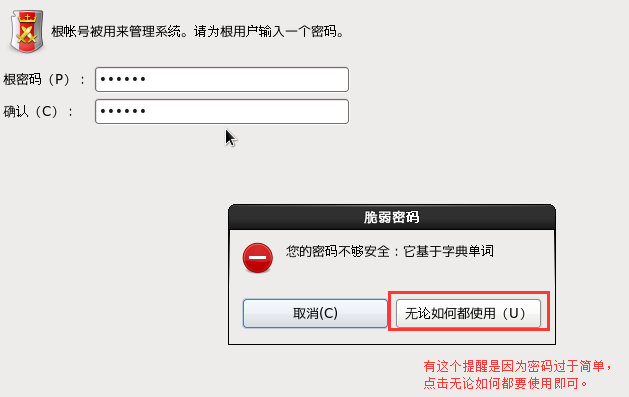 根帐号被用来管理系统。请为根用户输入一个密码。
根密码（P）：
••••••
确认（C）：
••••••
脆弱密码
您的密码不够安全：它基于字典单词
取消(C)
无论如何都使用（U）
有这个提醒是因为密码过于简单，
点击无论如何都要使用即可。